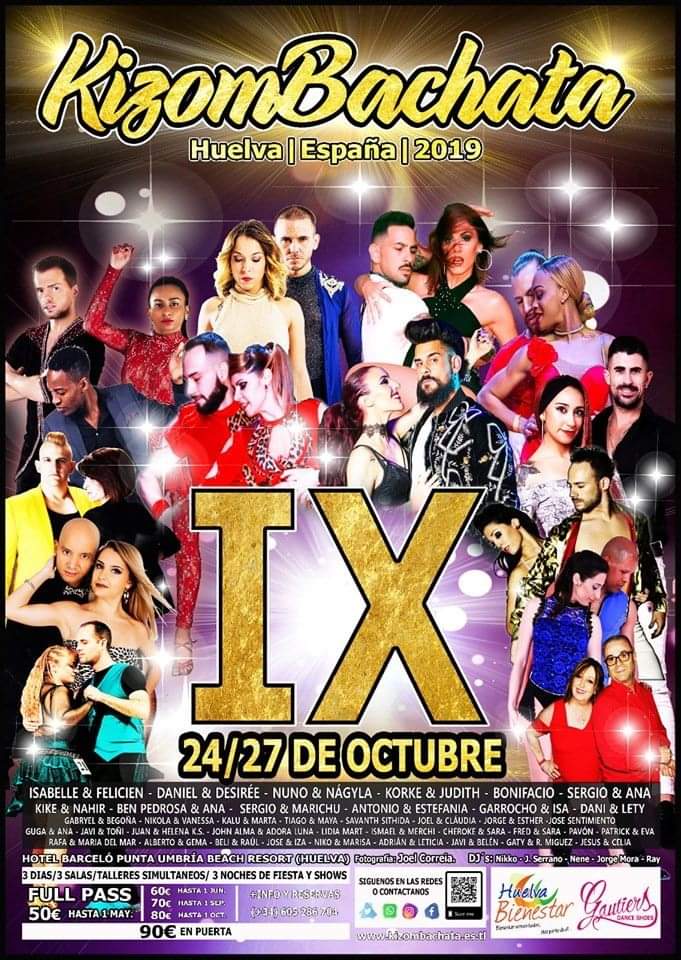 KizomBachata
Huelva | España | 2019
IX
24/27 DE OCTUBRE
ISABELLE & FELICIEN - DANIEL & DESIRÉE - NUNO & NÁGYLA - KORKE & JUDITH - BONIFACIO - SERGIO & ANA
KIKE & NAHIR - BEN PEDROSA & ANA - SERGIO & MARICHU - ANTONIO & ESTEFANIA - GARROCHO & ISA - DANI & LETY
GABRYEL & BEGOÑA - NIKOLA & VANESSA - KALU & MARTA - TIAGO & MAYA - SAVANTH SITHIDA - JOEL & CLÁUDIA - JORGE & ESTHER - JOSE SENTIMIENTO
GUGA & ANA - JAVI & TOÑI - JUAN & HELENA K.S.- JOHN ALMA & ADORA LUNA - LIDIA MART - ISMAEL & MERCHI - CHEROKE & SARA - FRED & SARA - PAVÓN - PATRICK & EVA
RAFA & MARIA DEL MAR - ALBERTO & GEMA - BELI & RAÚL - JOSE & IZA - NIKO & MARISA - ADRIÁN & LETICIA - JAVI & BELÉN - GATY & R. MIGUEZ - JESUS & CELIA
HOTEL BARCELÓ PUNTA UMBRÍA BEACH RESORT (HUELVA) Fotografia: Joel Correia. DJ's: Nikko - J. Serrano - Nene - Jorge Mora - Ray
3 DIAS/3 SALAS/TALLERES SIMULTANEOS/ 3 NOCHES DE FIESTA Y SHOWS
FULL PASS
50€ HASTA 1 MAY.
60€ HASTA 1 JUN.
70€ HASTA 1 SEP.
80€ HASTA 1 OCT.
90€ EN PUERTA
+INFO Y RESERVAS
(+34) 605 286 704
SIGUENOS EN LAS REDES
O CONTACTANOS
www.kizombachata.es.tl
Huelva
Bienestar
Gautiers
DANCE SHOES